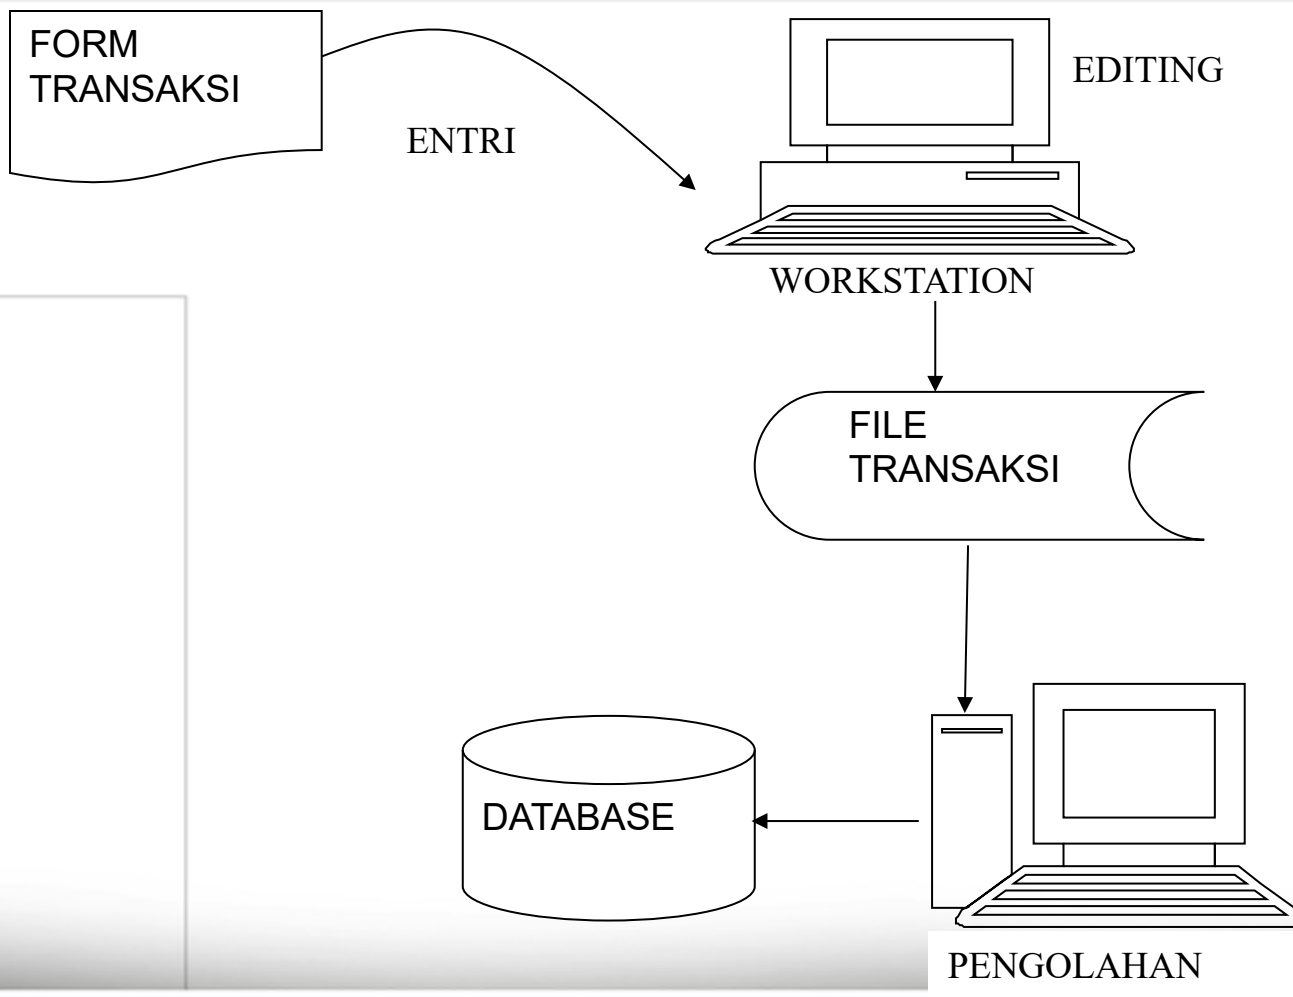 FORM
TRANSAKSI
ENTRI
EDITING
WORKSTATION
FILE
TRANSAKSI
DATABASE
PENGOLAHAN